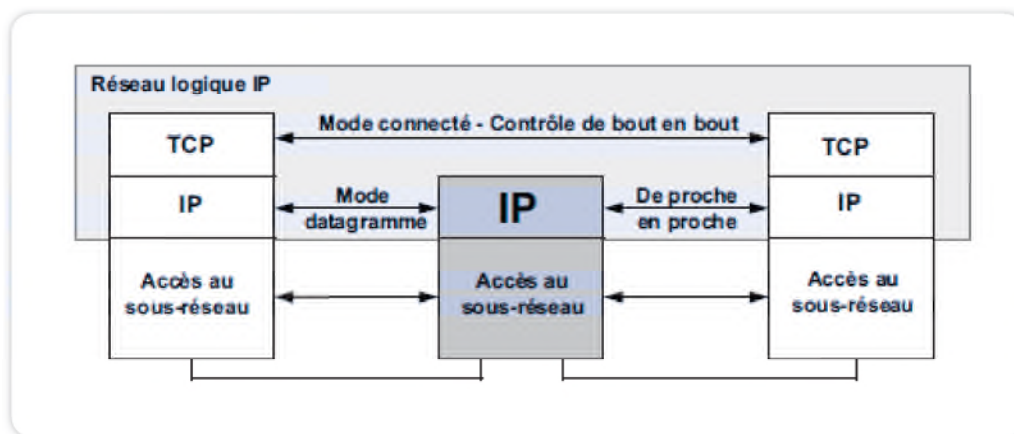 Réseau logique IP
TCP
Mode connecté - Contrôle de bout en bout
TCP
IP
Mode
datagramme
IP
De proche
en proche
IP
Accès au
sous-réseau
Accès au
sous-réseau
Accès au
sous-réseau